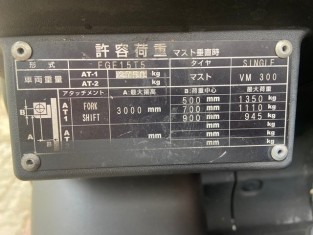 許容荷重 マスト垂直時
形式 FGE15T5 タイヤ SINGLE
車両重量 AT-1 kg マスト VM 300
AT-2 kg
アタッチメント A:最大揚高 B:荷重中心 最大荷重
AT1 FORK SHIFT 3000 mm 500 mm 1350 kg
700 mm 1110 kg
900 mm 945 kg
mm kg
AT mm mm kg
mm kg